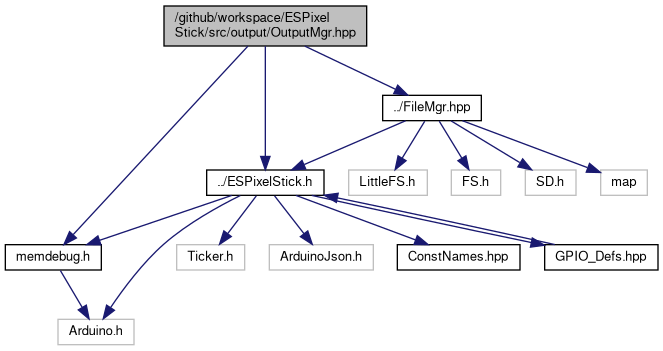 /github/workspace/ESPixel
Stick/src/output/OutputMgr.hpp
../FileMgr.hpp
../ESPixelStick.h
LittleFS.h
FS.h
SD.h
map
memdebug.h
Ticker.h
ArduinoJson.h
ConstNames.hpp
GPIO_Defs.hpp
Arduino.h